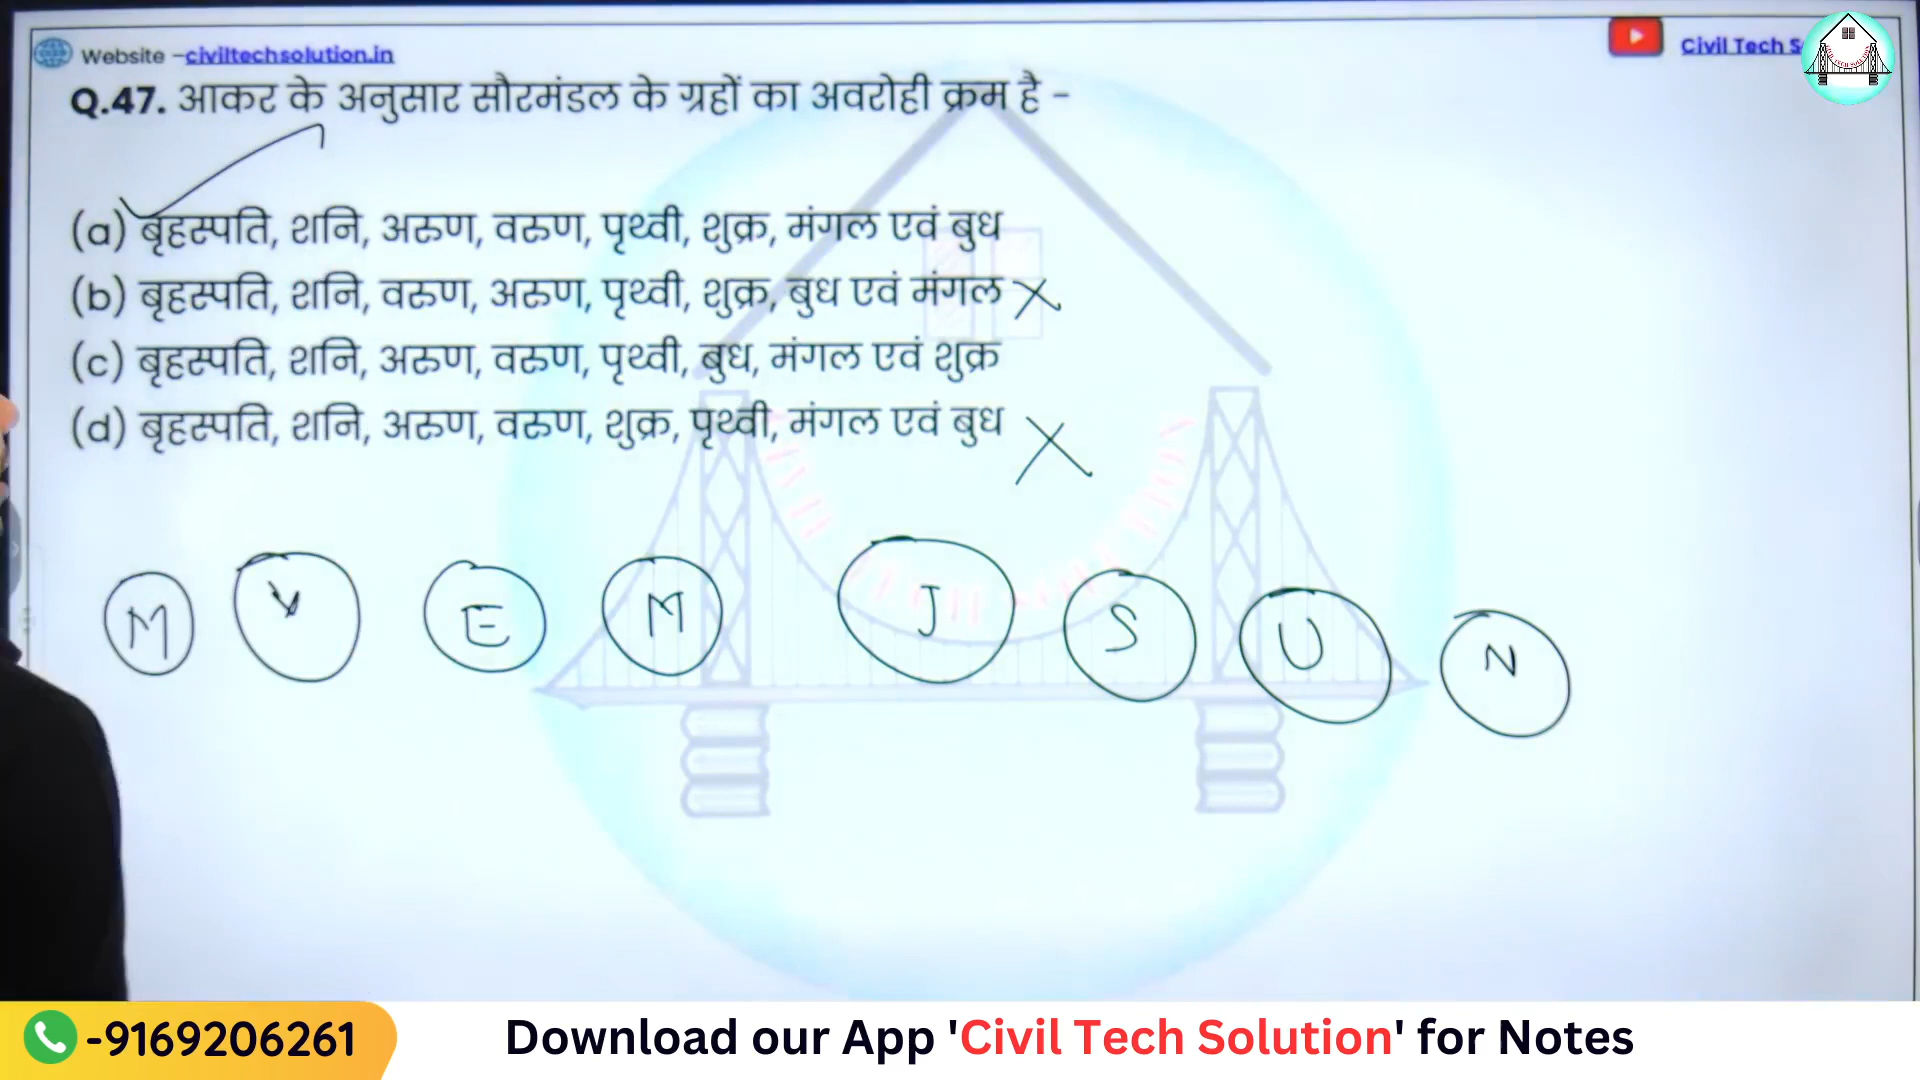 Website –civiltechsolution.in
Civil Tech S
Q.47. आकर के अनुसार सौरमंडल के ग्रहों का अवरोही क्रम है -
(a) बृहस्पति, शनि, अरुण, वरुण, पृथ्वी, शुक्र, मंगल एवं बुध
(b) बृहस्पति, शनि, वरुण, अरुण, पृथ्वी, शुक्र, बुध एवं मंगल
(c) बृहस्पति, शनि, अरुण, वरुण, पृथ्वी, बुध, मंगल एवं शुक्र
(d) बृहस्पति, शनि, अरुण, वरुण, शुक्र, पृथ्वी, मंगल एवं बुध
M V E M J S U N
-9169206261 Download our App 'Civil Tech Solution' for Notes